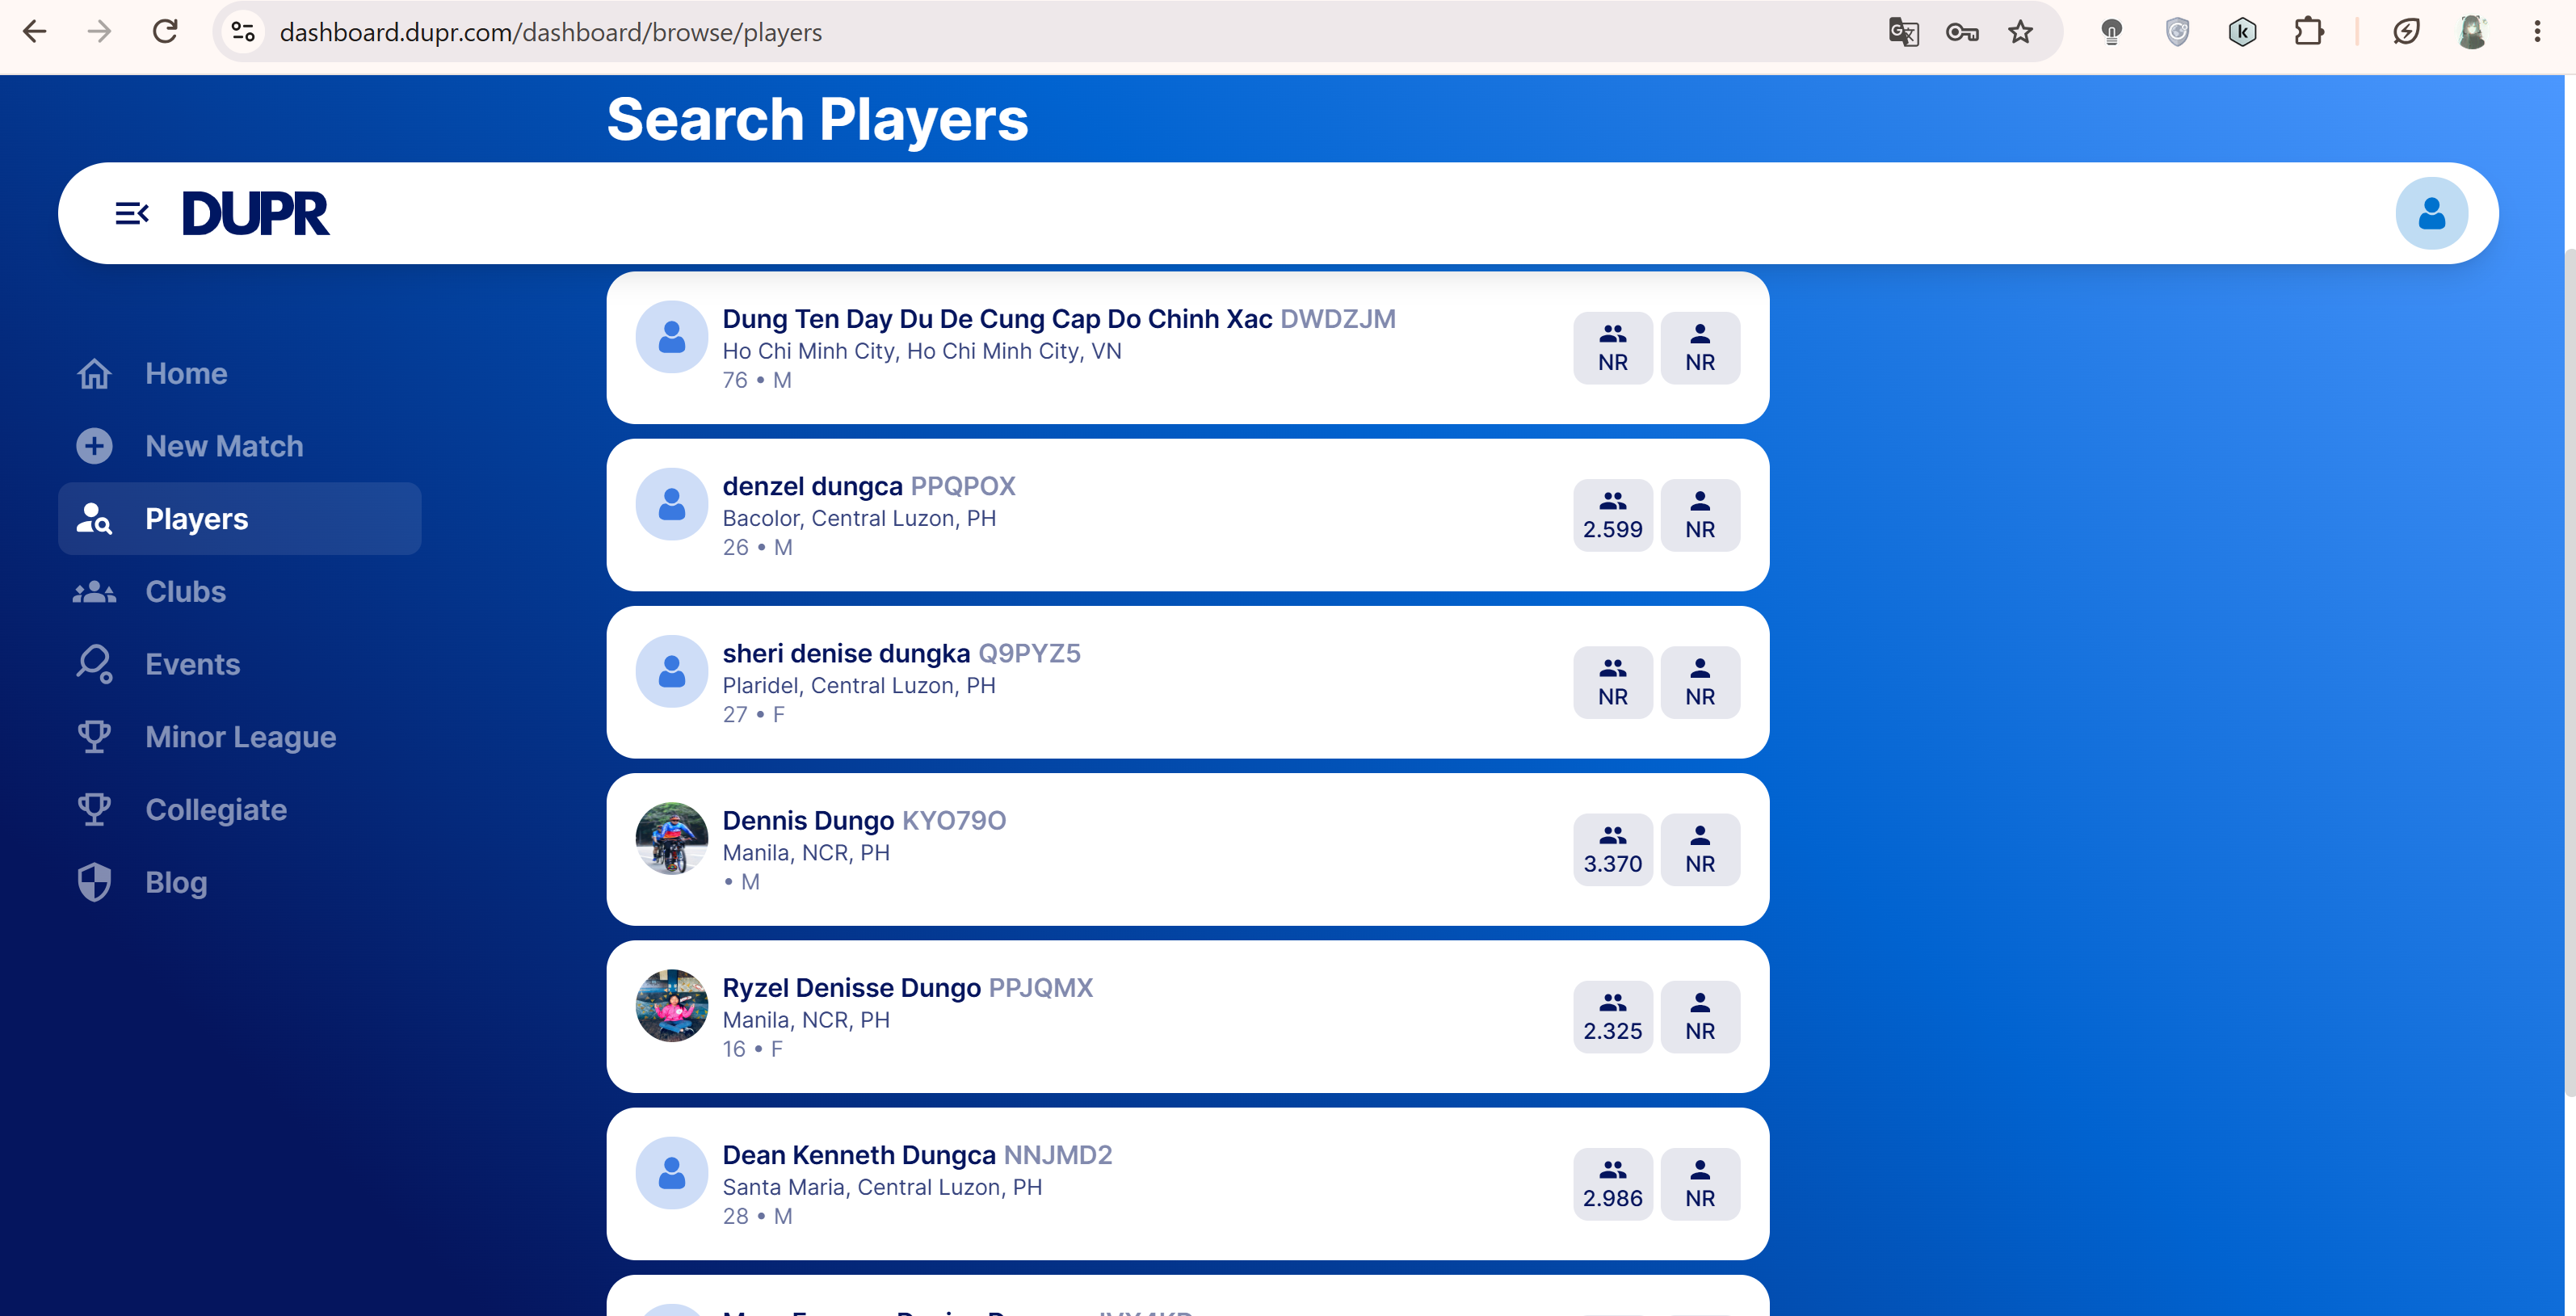 dashboard.dupr.com/dashboard/browse/players
Search Players
DUPR
Home
New Match
Players
Clubs
Events
Minor League
Collegiate
Blog
Dung Ten Day Du De Cung Cap Do Chinh Xac DWDZJM
Ho Chi Minh City, Ho Chi Minh City, VN
76 • M
NR
NR
denzel dungca PPQPOX
Bacolor, Central Luzon, PH
26 • M
2.599
NR
sheri denise dungka Q9PYZ5
Plaridel, Central Luzon, PH
27 • F
NR
NR
Dennis Dungo KYO79O
Manila, NCR, PH
• M
3.370
NR
Ryzel Denisse Dungo PPJQMX
Manila, NCR, PH
16 • F
2.325
NR
Dean Kenneth Dungca NNJMD2
Santa Maria, Central Luzon, PH
28 • M
2.986
NR